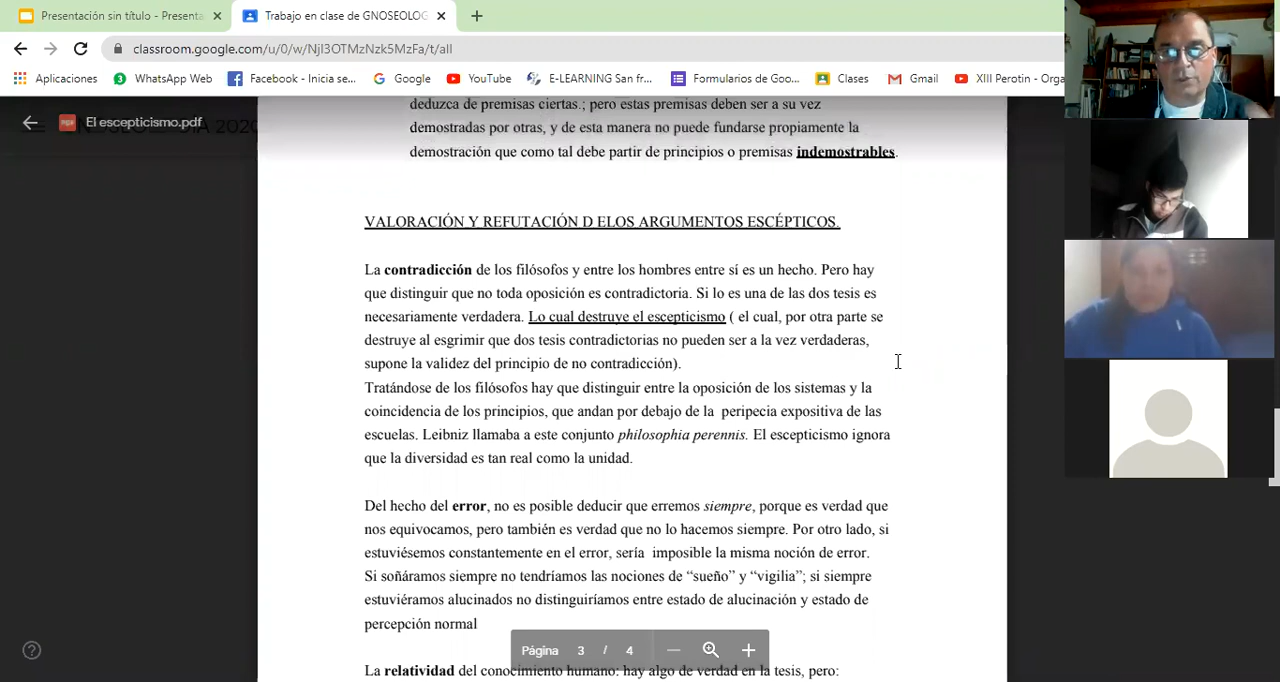 Presentación sin título - Presenta
Trabajo en clase de GNOSEOLOG
classroom.google.com/u/0/w/NjI3OTMzNzk5MzFa/t/all
Aplicaciones
WhatsApp Web
Facebook - Inicia se...
Google
YouTube
E-LEARNING San fr...
Formularios de Goo...
Clases
Gmail
XIII Perotin - Orga
El escepticismo.pdf
deduzca de premisas ciertas.; pero estas premisas deben ser a su vez
demostradas por otras, y de esta manera no puede fundarse propiamente la
demostración que como tal debe partir de principios o premisas indemostrables.
VALORACIÓN Y REFUTACIÓN D ELOS ARGUMENTOS ESCÉPTICOS.
La contradicción de los filósofos y entre los hombres entre sí es un hecho. Pero hay
que distinguir que no toda oposición es contradictoria. Si lo es una de las dos tesis es
necesariamente verdadera. Lo cual destruye el escepticismo ( el cual, por otra parte se
destruye al esgrimir que dos tesis contradictorias no pueden ser a la vez verdaderas,
supone la validez del principio de no contradicción).
Tratándose de los filósofos hay que distinguir entre la oposición de los sistemas y la
coincidencia de los principios, que andan por debajo de la peripecia expositiva de las
escuelas. Leibniz llamaba a este conjunto philosophia perennis. El escepticismo ignora
que la diversidad es tan real como la unidad.
Del hecho del error, no es posible deducir que erremos siempre, porque es verdad que
nos equivocamos, pero también es verdad que no lo hacemos siempre. Por otro lado, si
estuviésemos constantemente en el error, sería imposible la misma noción de error.
Si soñáramos siempre no tendríamos las nociones de “sueño” y “vigilia”; si siempre
estuviéramos alucinados no distinguiríamos entre estado de alucinación y estado de
percepción normal
La relatividad del conocimiento humano: hay algo de verdad en la tesis, pero:
Página 3 / 4